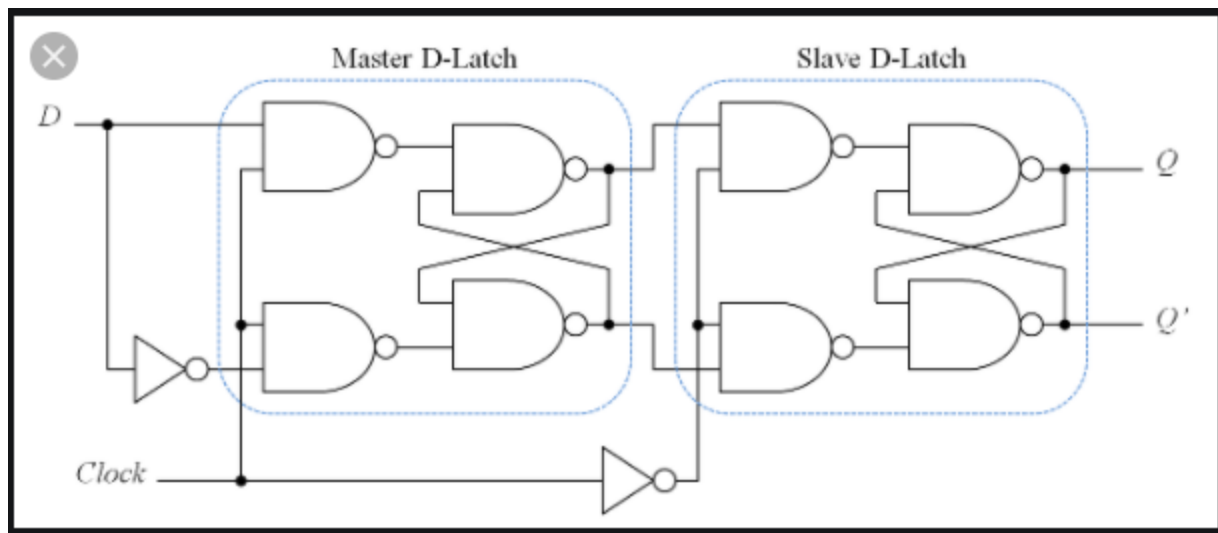 Master D-Latch
Slave D-Latch
D
Q
Q'
Clock